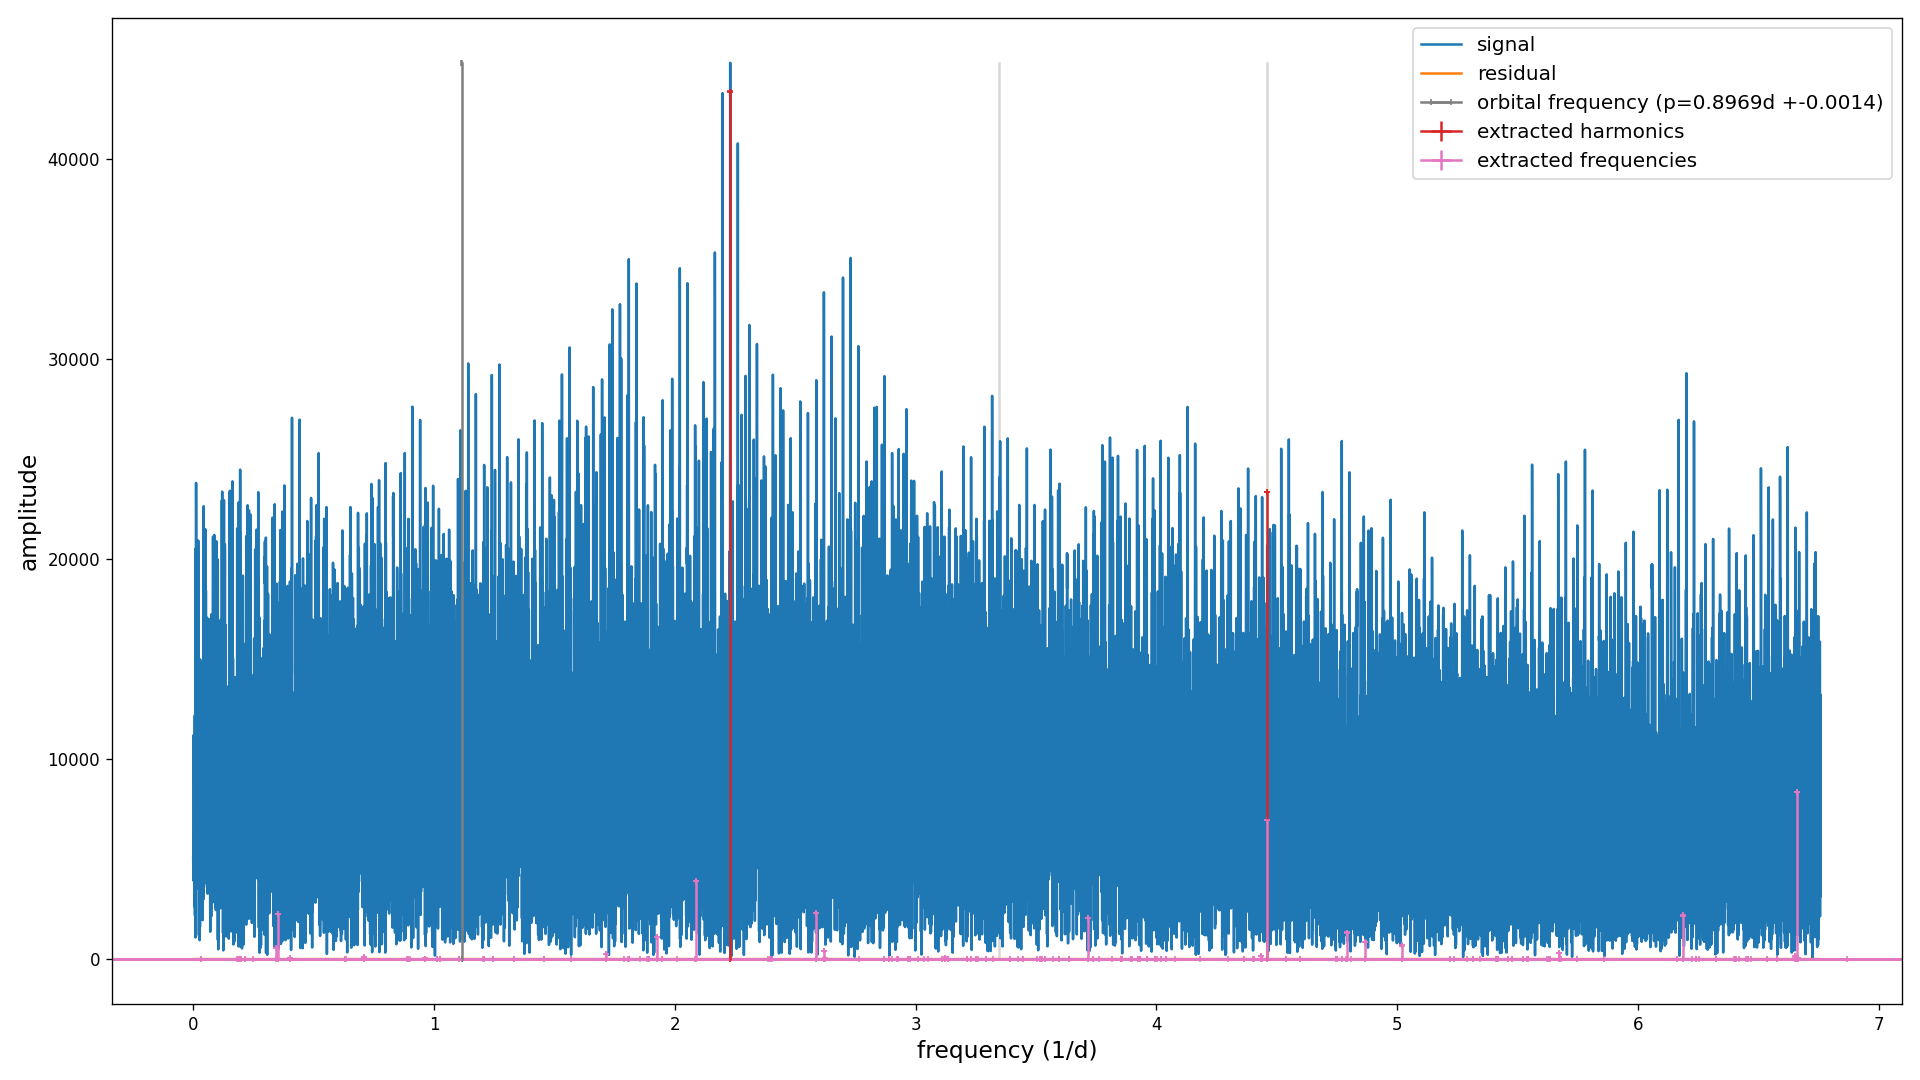 signal
residual
orbital frequency (p=0.8969d +-0.0014)
extracted harmonics
extracted frequencies
amplitude
40000
30000
20000
10000
0
0 1 2 3 4 5 6 7
frequency (1/d)